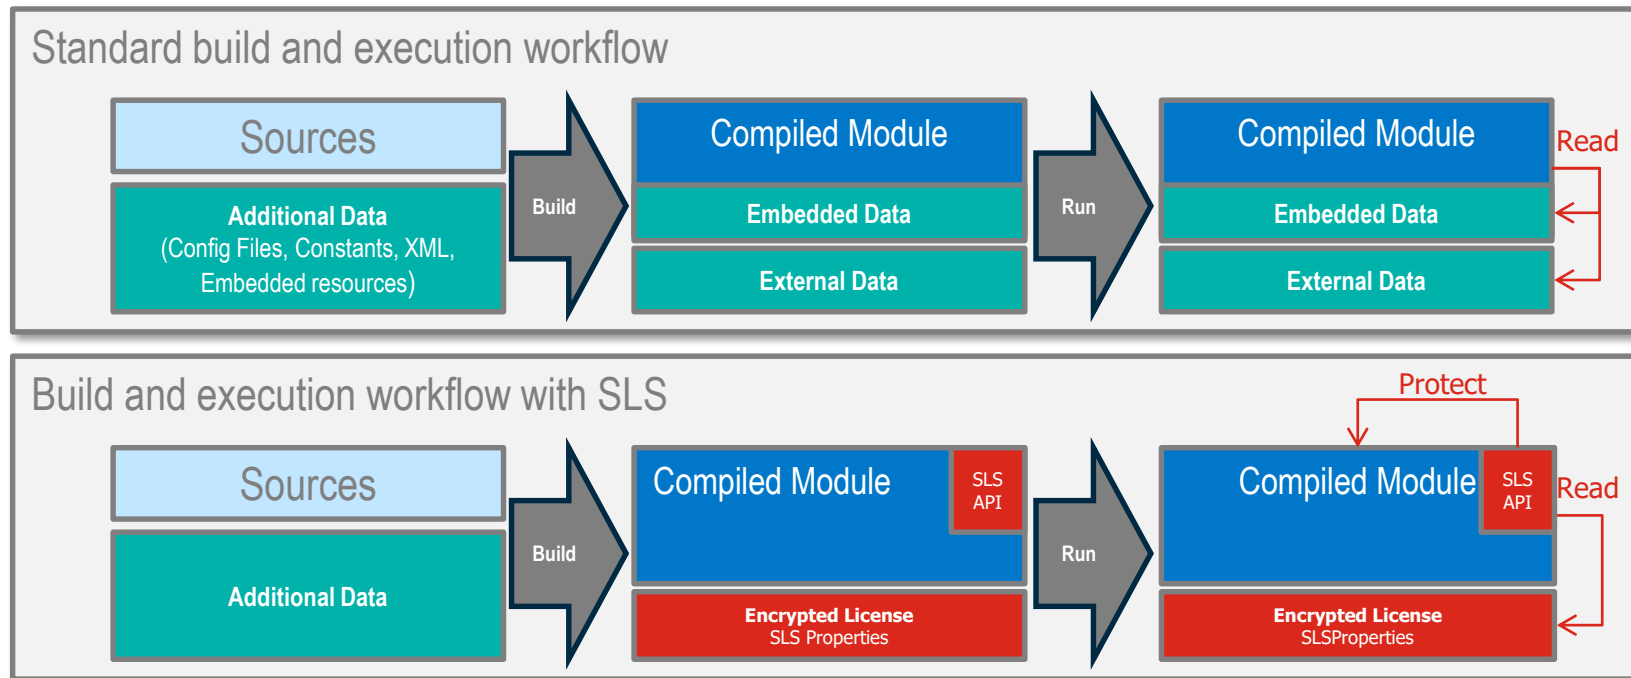 Standard build and execution workflow
Sources
Additional Data
(Config Files, Constants, XML,
Embedded resources)
Build
Compiled Module
Embedded Data
External Data
Run
Compiled Module
Embedded Data
External Data
Read
Build and execution workflow with SLS
Sources
Additional Data
Build
Compiled Module
SLS
API
Encrypted License
SLS Properties
Run
Protect
Compiled Module
SLS
API
Read
Encrypted License
SLSProperties